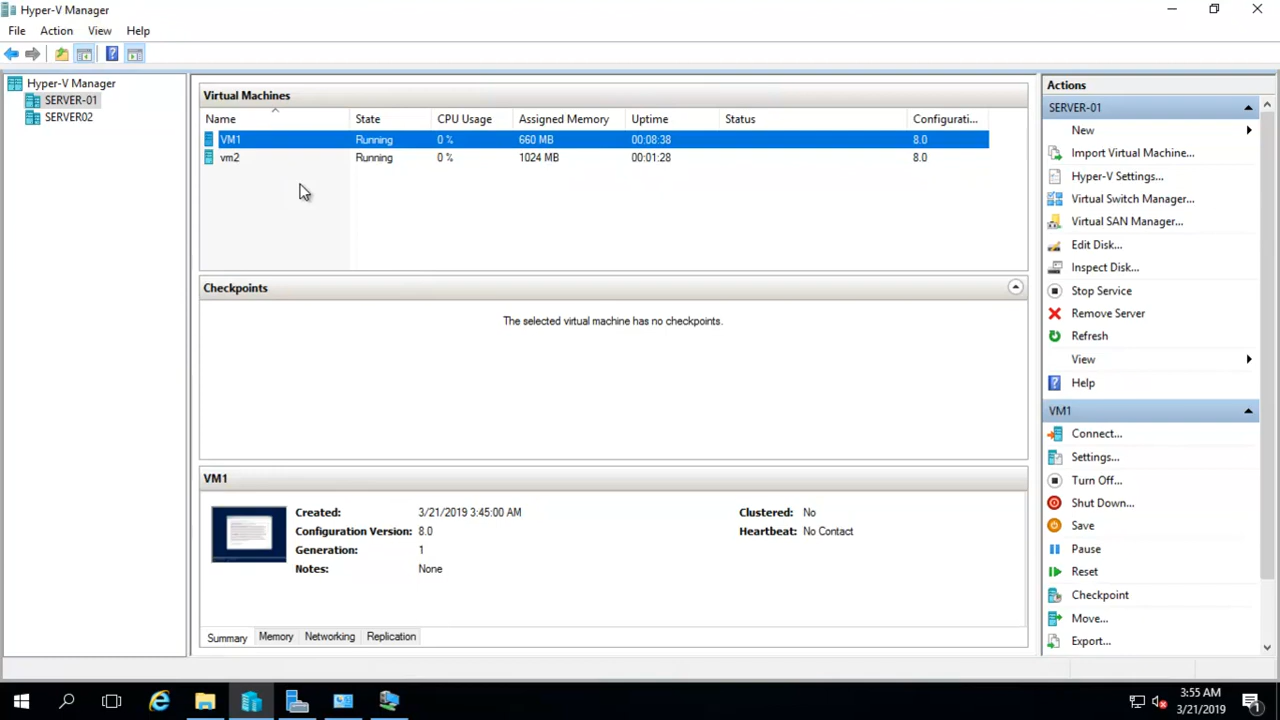 Hyper-V Manager
File Action View Help
Hyper-V Manager
SERVER-01
SERVER02
Virtual Machines
Name State CPU Usage Assigned Memory Uptime Status Configurati...
VM1 Running 0 % 660 MB 00:08:38 8.0
vm2 Running 0 % 1024 MB 00:01:28 8.0
Checkpoints
The selected virtual machine has no checkpoints.
VM1
Created: 3/21/2019 3:45:00 AM Clustered: No
Configuration Version: 8.0 Heartbeat: No Contact
Generation: 1
Notes: None
Summary Memory Networking Replication
Actions
SERVER-01
New
Import Virtual Machine...
Hyper-V Settings...
Virtual Switch Manager...
Virtual SAN Manager...
Edit Disk...
Inspect Disk...
Stop Service
Remove Server
Refresh
View
Help
VM1
Connect...
Settings...
Turn Off...
Shut Down...
Save
Pause
Reset
Checkpoint
Move...
Export...
3:55 AM
3/21/2019
1